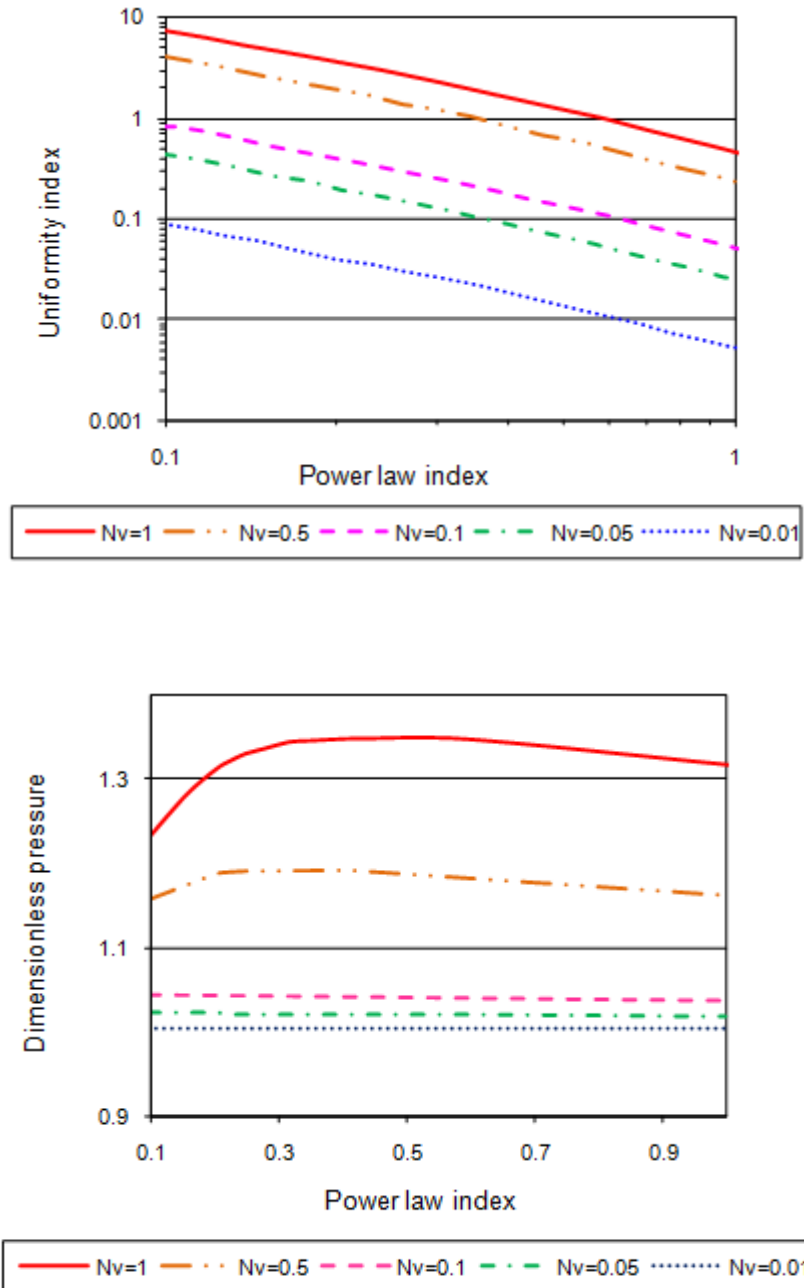 10
1
0.1
0.01
0.001
Uniformity index
0.1 1
Power law index
Nv=1 Nv=0.5 Nv=0.1 Nv=0.05 Nv=0.01
1.3
1.1
0.9
Dimensionless pressure
0.1 0.3 0.5 0.7 0.9
Power law index
Nv=1 Nv=0.5 Nv=0.1 Nv=0.05 Nv=0.01